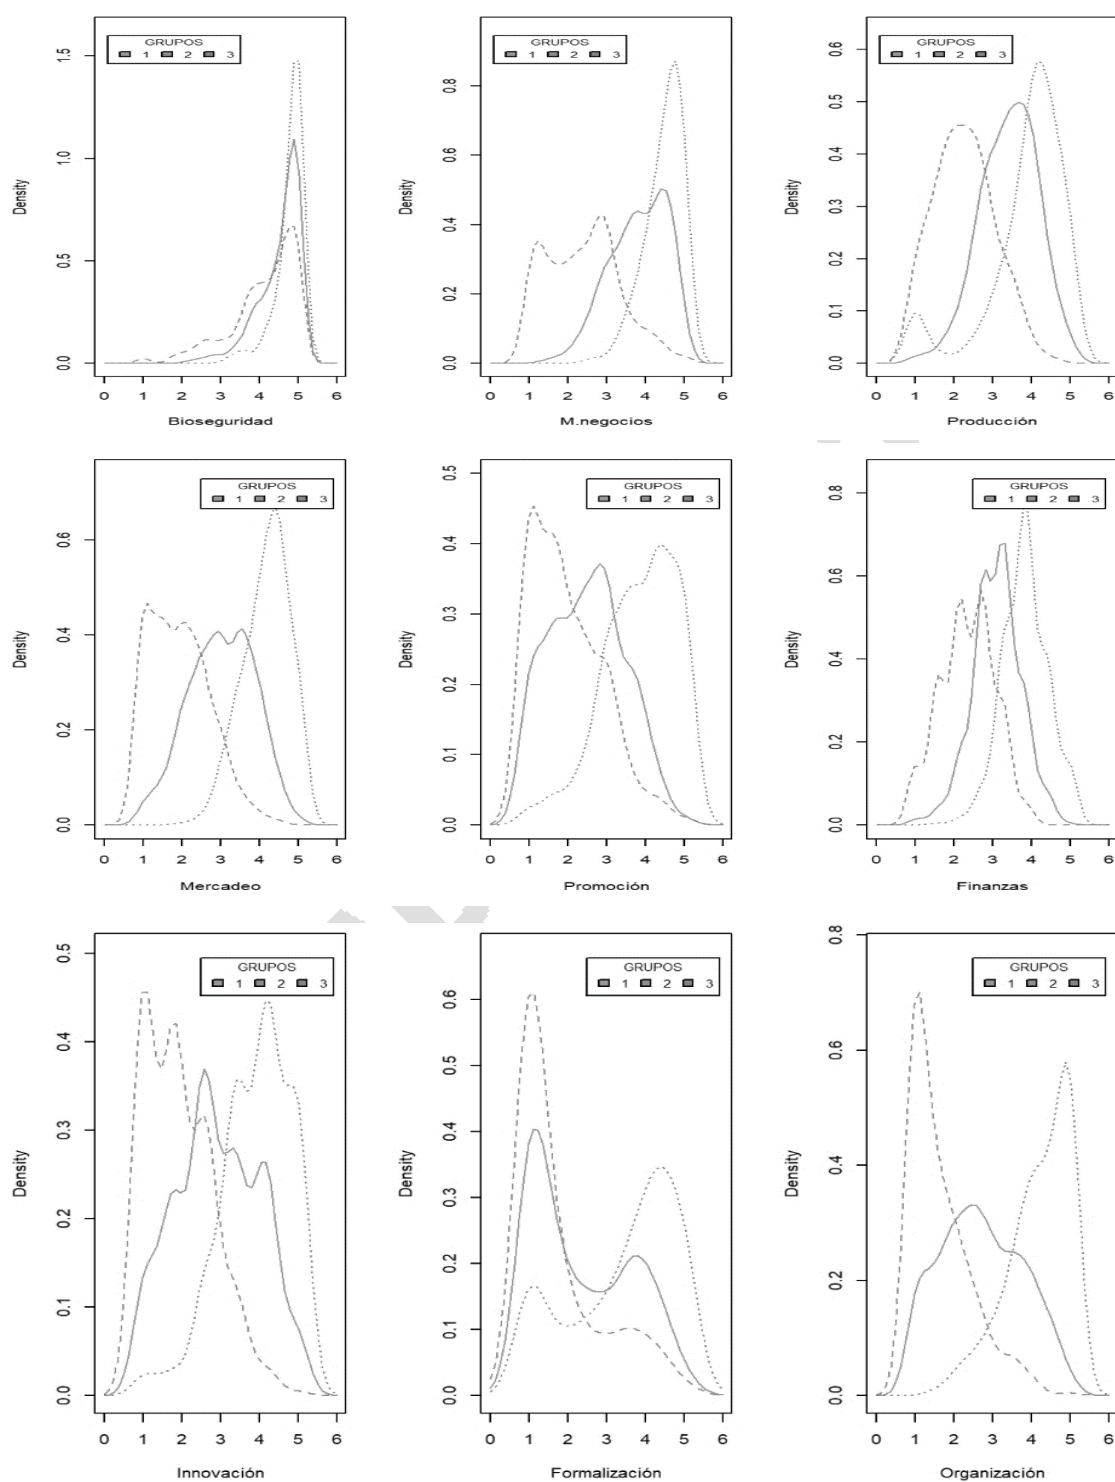 GRUPOS
1 2 3
Density
0.0 0.5 1.0 1.5
0 1 2 3 4 5 6
Bioseguridad
GRUPOS
1 2 3
Density
0.0 0.2 0.4 0.6 0.8
0 1 2 3 4 5 6
M.negocios
GRUPOS
1 2 3
Density
0.0 0.1 0.2 0.3 0.4 0.5 0.6
0 1 2 3 4 5 6
Producción
GRUPOS
1 2 3
Density
0.0 0.2 0.4 0.6
0 1 2 3 4 5 6
Mercadeo
GRUPOS
1 2 3
Density
0.0 0.1 0.2 0.3 0.4 0.5
0 1 2 3 4 5 6
Promoción
GRUPOS
1 2 3
Density
0.0 0.2 0.4 0.6 0.8
0 1 2 3 4 5 6
Finanzas
GRUPOS
1 2 3
Density
0.0 0.1 0.2 0.3 0.4 0.5
0 1 2 3 4 5 6
Innovación
GRUPOS
1 2 3
Density
0.0 0.1 0.2 0.3 0.4 0.5 0.6
0 1 2 3 4 5 6
Formalización
GRUPOS
1 2 3
Density
0.0 0.2 0.4 0.6 0.8
0 1 2 3 4 5 6
Organización